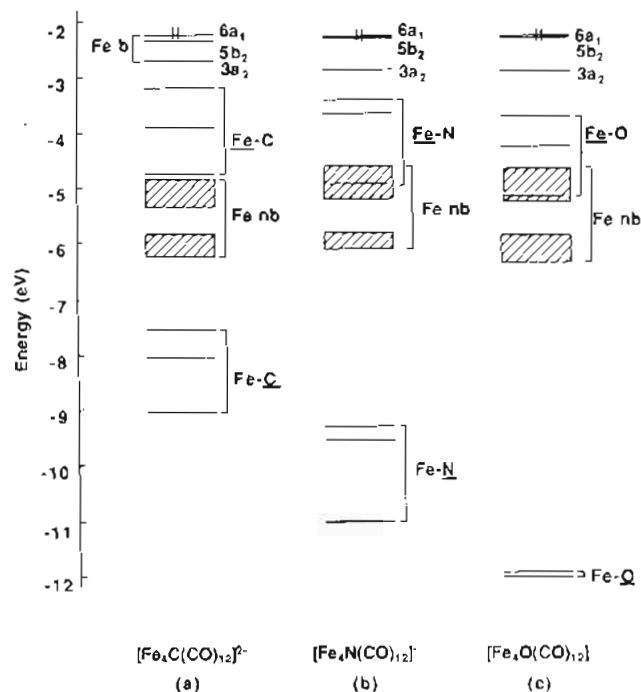 -2
-3
-4
-5
-6
-7
-8
-9
-10
-11
-12
Energy (eV)
Fe b
6a₁
5b₂
3a₂
Fe-C
Fe nb
Fe-C
6a₁
5b₂
3a₂
Fe-N
Fe nb
Fe-N
6a₁
5b₂
3a₂
Fe-O
Fe nb
Fe-O
[Fe₄C(CO)₁₂]²⁻
[Fe₄N(CO)₁₂]⁻
[Fe₄O(CO)₁₂]
(a)
(b)
(c)